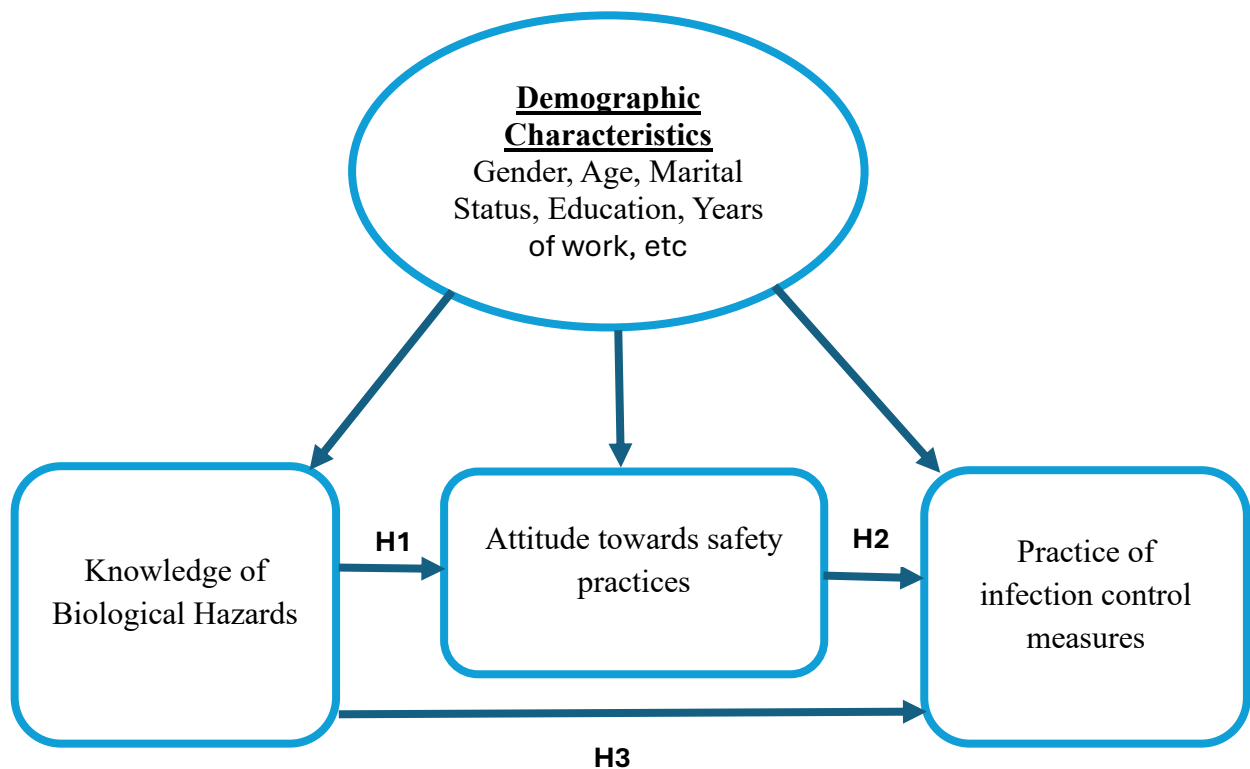 Demographic
Characteristics
Gender, Age, Marital
Status, Education, Years
of work, etc
H1
H2
Knowledge of
Biological Hazards
Attitude towards safety
practices
Practice of
infection control
measures
H3